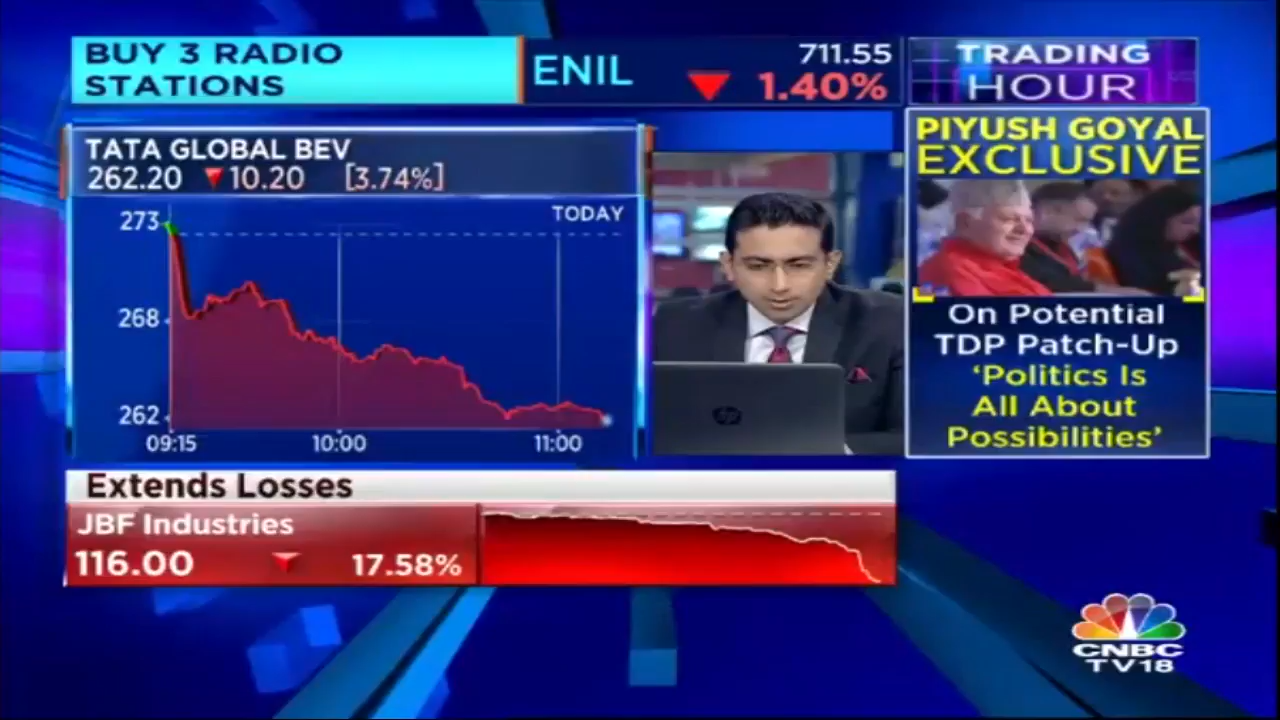 BUY 3 RADIO
STATIONS
ENIL
711.55
1.40%
TRADING
HOUR
TATA GLOBAL BEV
262.20 10.20 [3.74%]
TODAY
273
268
262
09:15 10:00 11:00
hp
PIYUSH GOYAL
EXCLUSIVE
On Potential
TDP Patch-Up
‘Politics Is
All About
Possibilities’
Extends Losses
JBF Industries
116.00 17.58%
CNBC
TV18